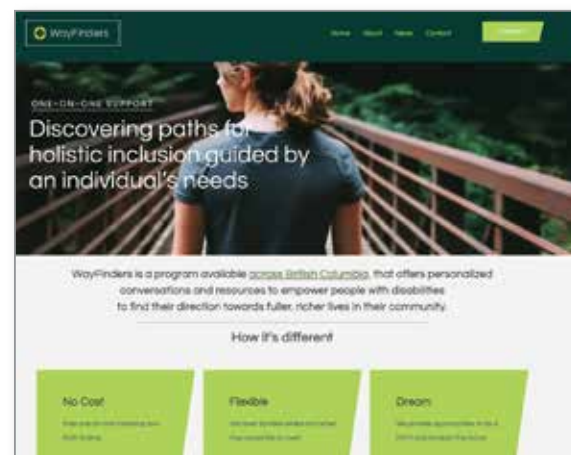 WayFinders
Home About News Contact
ONE-ON-ONE SUPPORT
Discovering paths for
holistic inclusion guided by
an individual's needs
WayFinders is a program available across British Columbia, that offers personalized
conversations and resources to empower people with disabilities
to find their direction towards fuller, richer lives in their community.
How it's different
No Cost Flexible Dream